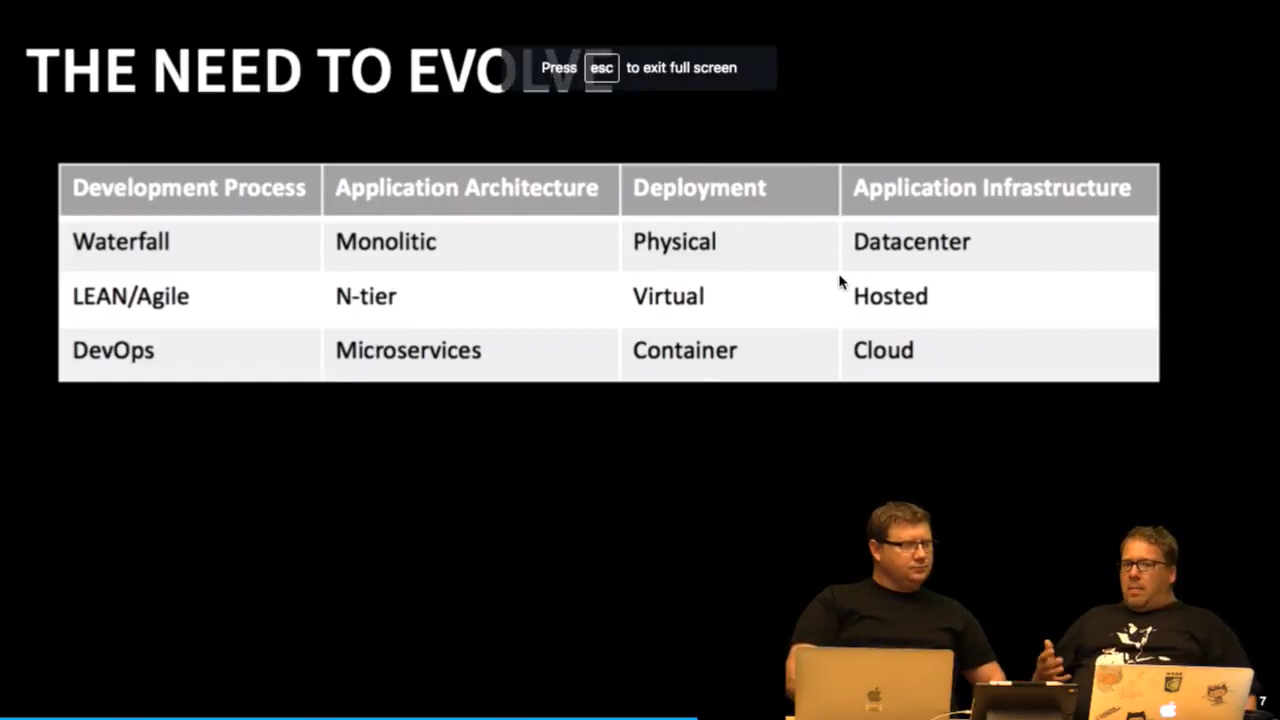 THE NEED TO EVOLVE
Press esc to exit full screen
Development Process Application Architecture Deployment Application Infrastructure
Waterfall Monolitic Physical Datacenter
LEAN/Agile N-tier Virtual Hosted
DevOps Microservices Container Cloud
7